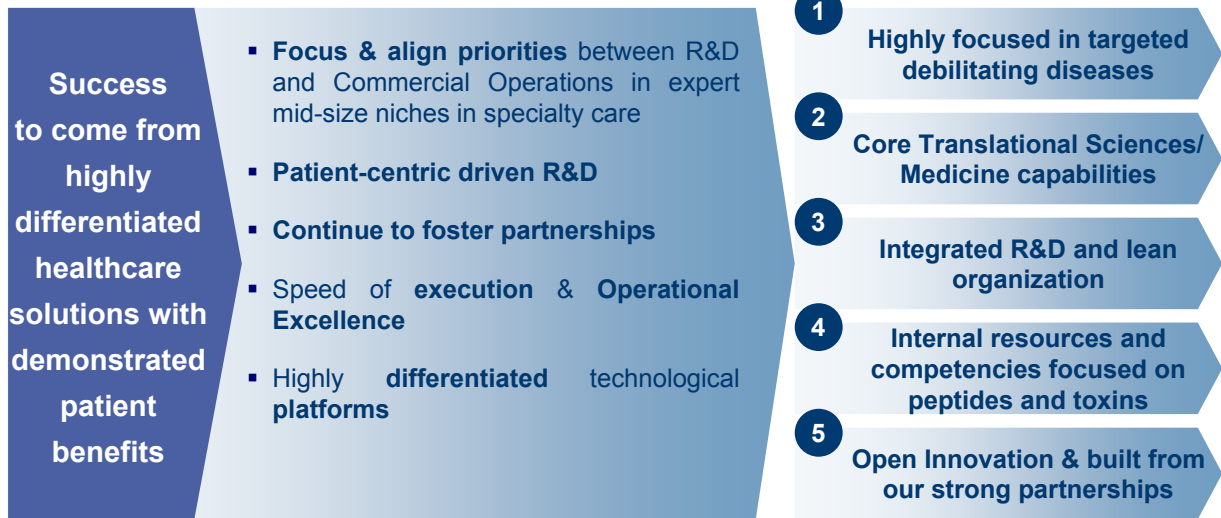 Success
to come from
highly
differentiated
healthcare
solutions with
demonstrated
patient
benefits
▪ Focus & align priorities between R&D
and Commercial Operations in expert
mid-size niches in specialty care
▪ Patient-centric driven R&D
▪ Continue to foster partnerships
▪ Speed of execution & Operational
Excellence
▪ Highly differentiated technological
platforms
1
Highly focused in targeted
debilitating diseases
2
Core Translational Sciences/
Medicine capabilities
3
Integrated R&D and lean
organization
4
Internal resources and
competencies focused on
peptides and toxins
5
Open Innovation & built from
our strong partnerships